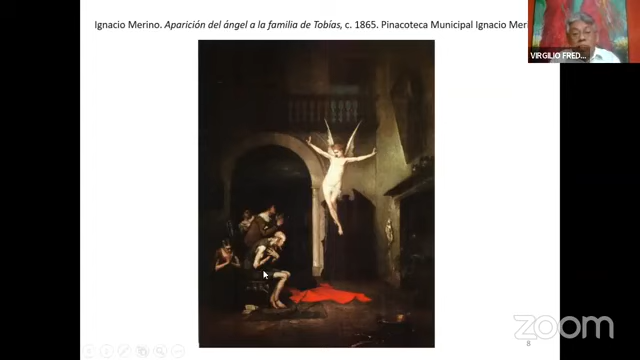 Ignacio Merino. Aparición del ángel a la familia de Tobías, c. 1865. Pinacoteca Municipal Ignacio Meri
VIRGILIO FRED...
8
zoom